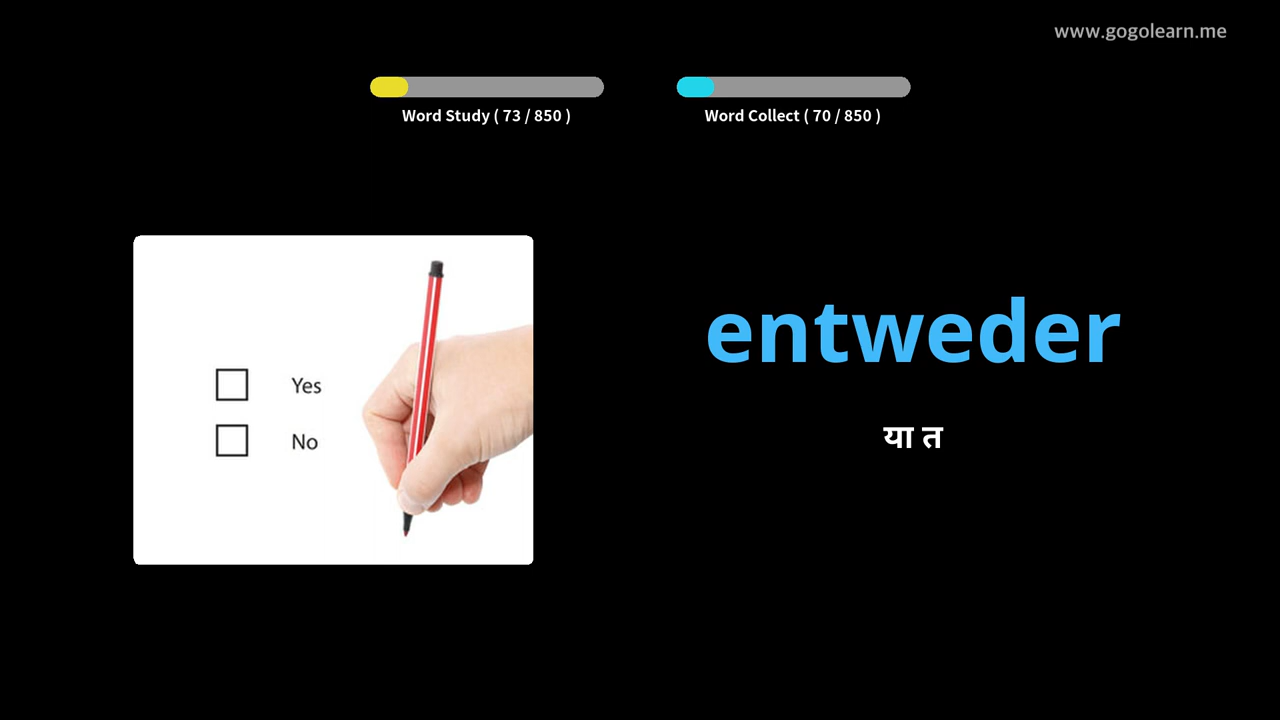 www.gogolearn.me
Word Study ( 73 / 850 )
Word Collect ( 70 / 850 )
Yes
No
entweder
या त